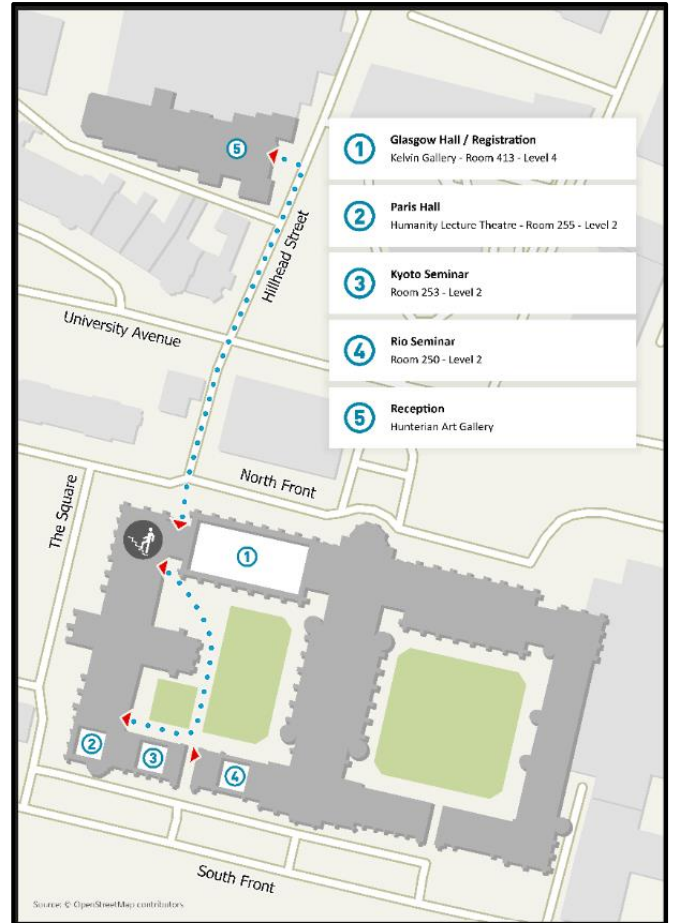 5
1
Glasgow Hall / Registration
Kelvin Gallery - Room 413 - Level 4
2
Paris Hall
Humanity Lecture Theatre - Room 255 - Level 2
3
Kyoto Seminar
Room 253 - Level 2
4
Rio Seminar
Room 250 - Level 2
5
Reception
Hunterian Art Gallery
Hillhead Street
University Avenue
North Front
The Square
1
2
3
4
South Front
Source: © OpenStreetMap contributors